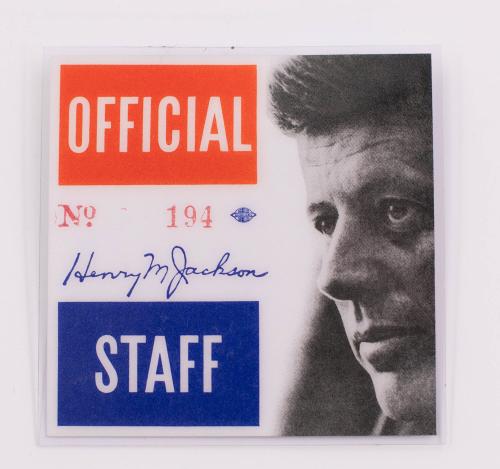 OFFICIAL
Nº 194
Henry M Jackson
STAFF